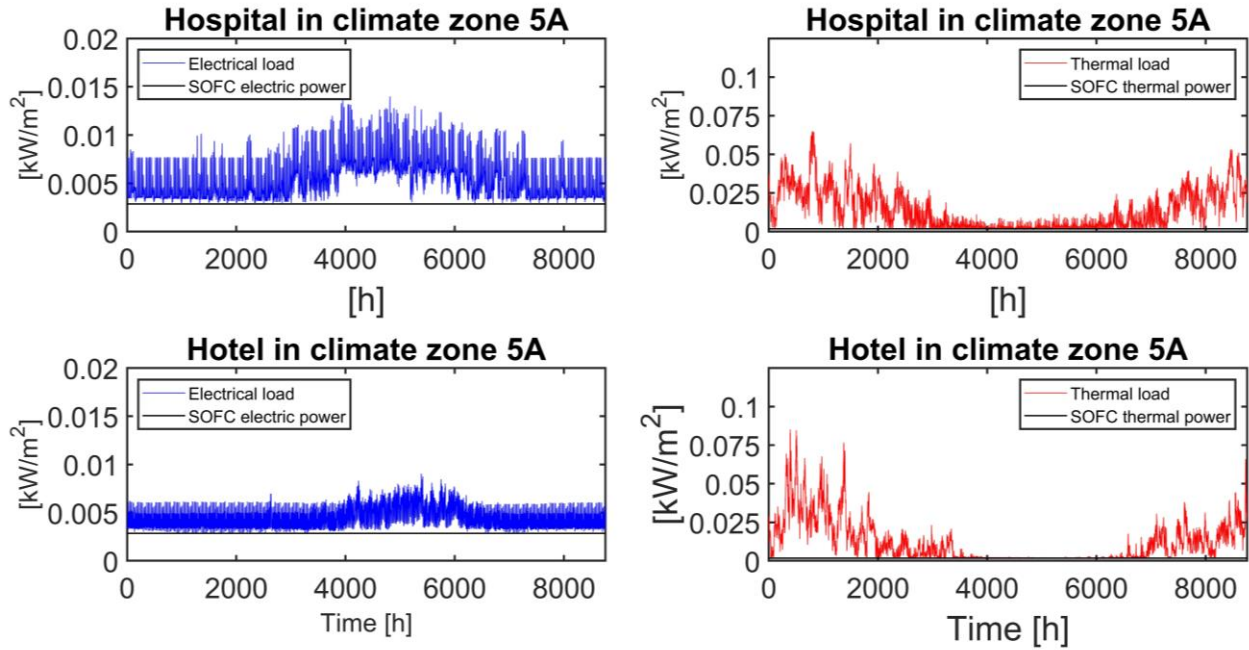 Hospital in climate zone 5A
0.02
0.015
0.01
0.005
0
[kW/m²]
Electrical load
SOFC electric power
0 2000 4000 6000 8000
[h]
Hospital in climate zone 5A
0.1
0.075
0.05
0.025
0
[kW/m²]
Thermal load
SOFC thermal power
0 2000 4000 6000 8000
[h]
Hotel in climate zone 5A
0.02
0.015
0.01
0.005
0
[kW/m²]
Electrical load
SOFC electric power
0 2000 4000 6000 8000
Time [h]
Hotel in climate zone 5A
0.1
0.075
0.05
0.025
0
[kW/m²]
Thermal load
SOFC thermal power
0 2000 4000 6000 8000
Time [h]